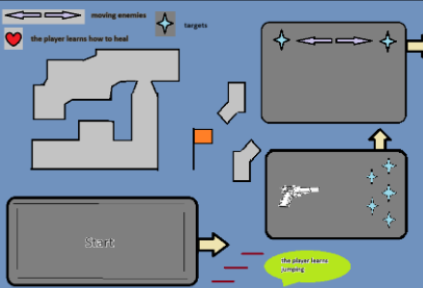 moving enemies
targets
the player learns how to heal
Start
the player learns
jumping